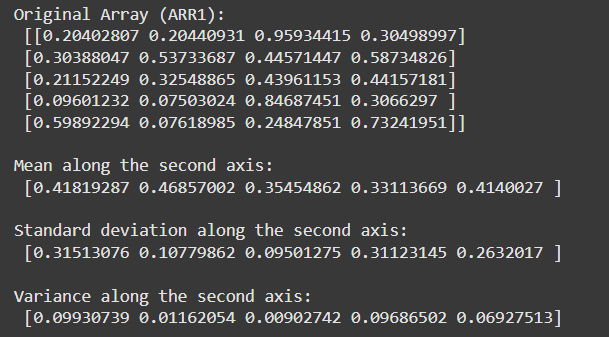 Original Array (ARR1):
[[0.20402807 0.20440931 0.95934415 0.30498997]
[0.30388047 0.53733687 0.44571447 0.58734826]
[0.21152249 0.32548865 0.43961153 0.44157181]
[0.09601232 0.07503024 0.84687451 0.3066297 ]
[0.59892294 0.07618985 0.24847851 0.73241951]]
Mean along the second axis:
[0.41819287 0.46857002 0.35454862 0.33113669 0.4140027 ]
Standard deviation along the second axis:
[0.31513076 0.10779862 0.09501275 0.31123145 0.2632017 ]
Variance along the second axis:
[0.09930739 0.01162054 0.00902742 0.09686502 0.06927513]